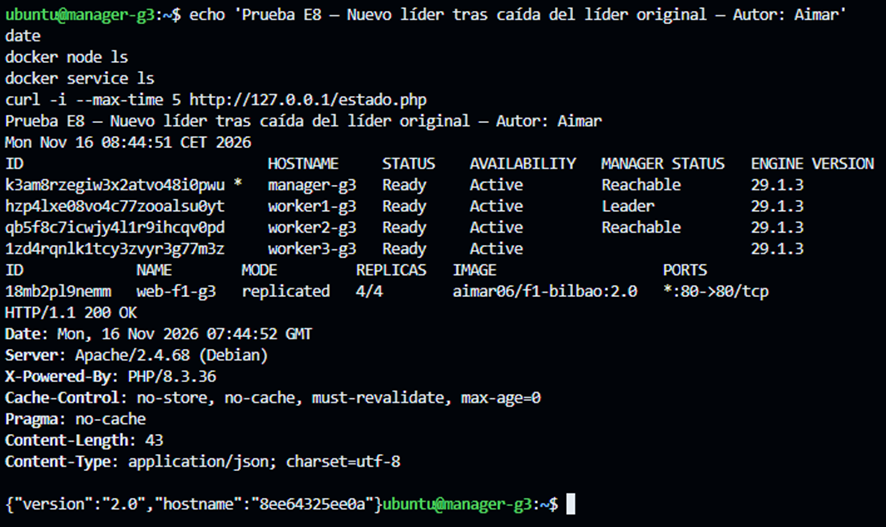 ubuntu@manager-g3:~$ echo 'Prueba E8 – Nuevo líder tras caída del líder original – Autor: Aimar'
date
docker node ls
docker service ls
curl -i --max-time 5 http://127.0.0.1/estado.php
Prueba E8 – Nuevo líder tras caída del líder original – Autor: Aimar
Mon Nov 16 08:44:51 CET 2026
ID HOSTNAME STATUS AVAILABILITY MANAGER STATUS ENGINE VERSION
k3am8rzegiw3x2atvo48i0pwu * manager-g3 Ready Active Reachable 29.1.3
hzp4lxe08vo4c77zooalsu0yt worker1-g3 Ready Active Leader 29.1.3
qb5f8c7icwjy4l1r9ihcqv0pd worker2-g3 Ready Active Reachable 29.1.3
1zd4rqnlk1tcy3zvyr3g77m3z worker3-g3 Ready Active 29.1.3
ID NAME MODE REPLICAS IMAGE PORTS
18mb2pl9nemm web-f1-g3 replicated 4/4 aimar06/f1-bilbao:2.0 *:80->80/tcp
HTTP/1.1 200 OK
Date: Mon, 16 Nov 2026 07:44:52 GMT
Server: Apache/2.4.68 (Debian)
X-Powered-By: PHP/8.3.36
Cache-Control: no-store, no-cache, must-revalidate, max-age=0
Pragma: no-cache
Content-Length: 43
Content-Type: application/json; charset=utf-8
{"version":"2.0","hostname":"8ee64325ee0a"}ubuntu@manager-g3:~$